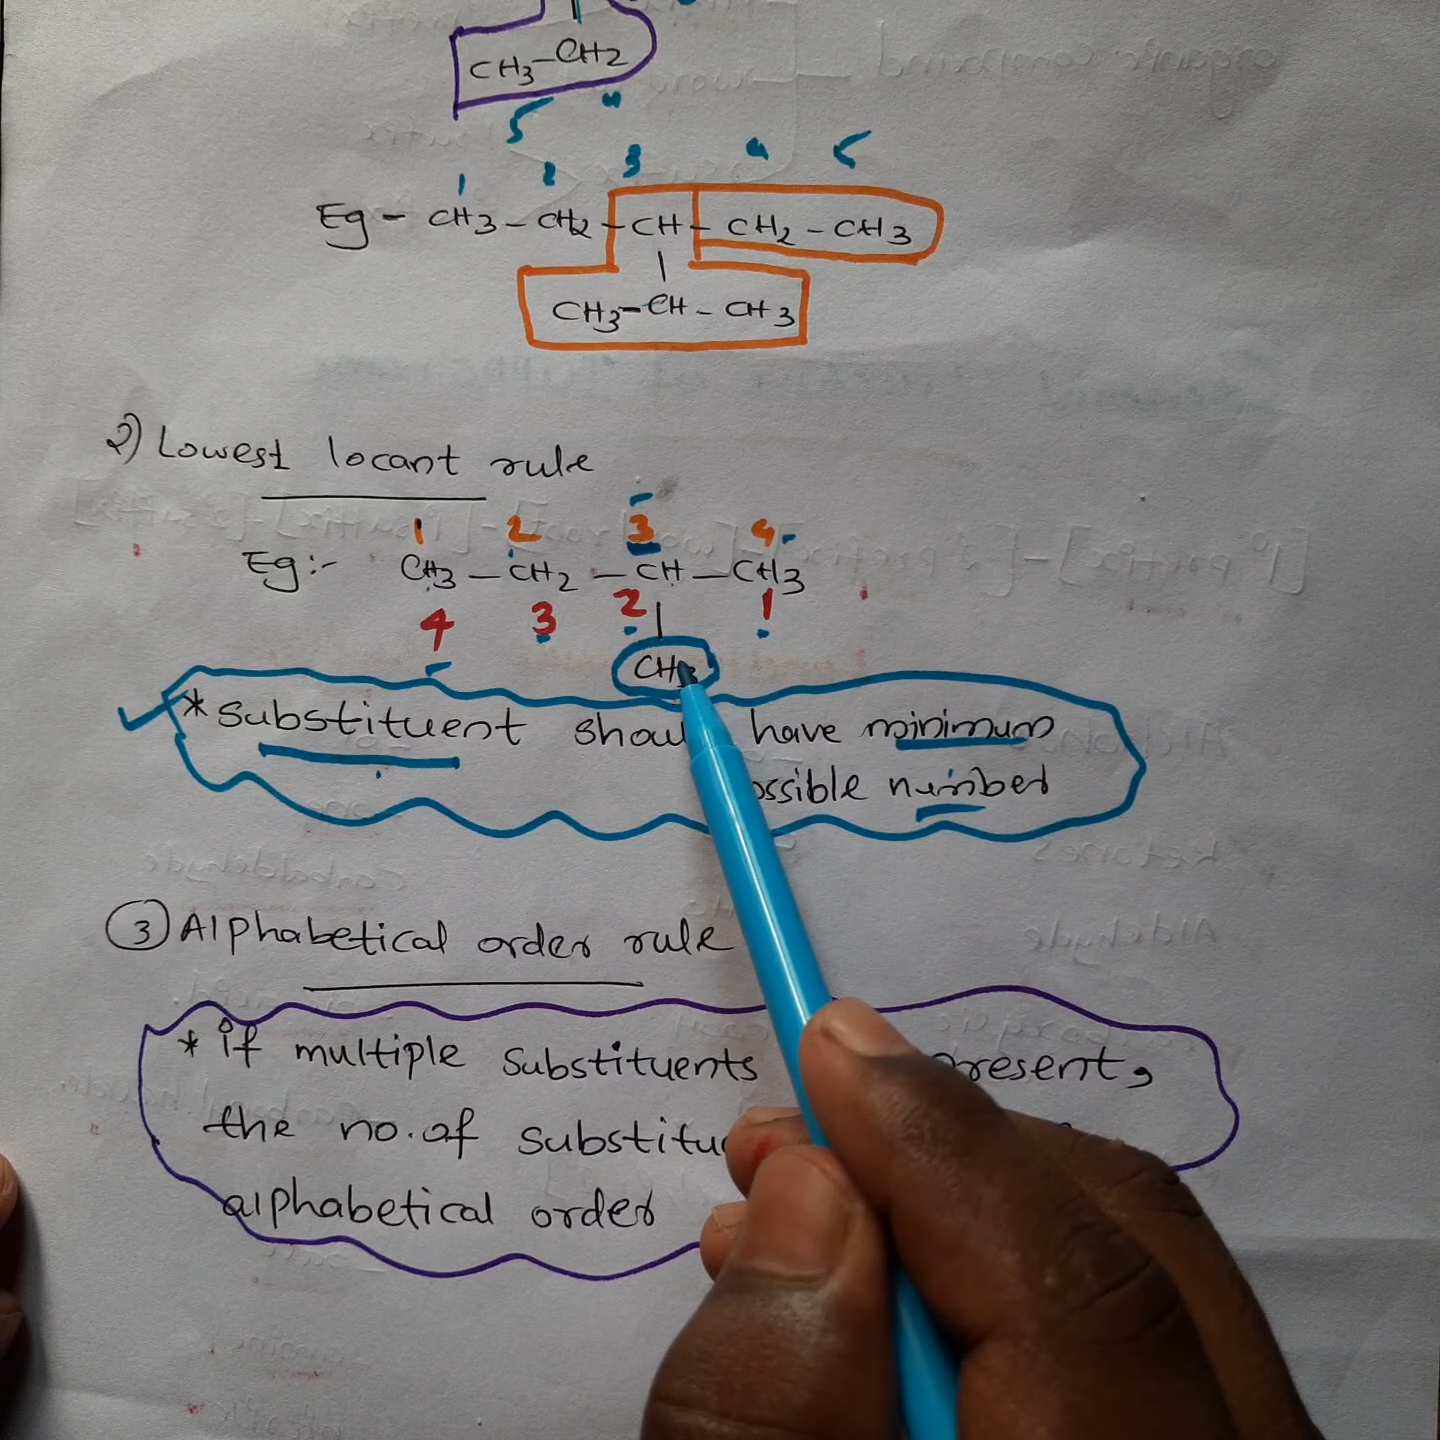 CH3-CH2
5 4
1 2 3 4 5
Eg - CH3 - CH2 - CH - CH2 - CH3
CH3 - CH - CH3
2) Lowest locant rule
1 2 3 4
Eg:- CH3 - CH2 - CH - CH3
4 3 2 1
CH3
* Substituent shou have minimum
ossible number
3 Alphabetical order rule
* if multiple substituents present,
the no. of substitu
alphabetical order